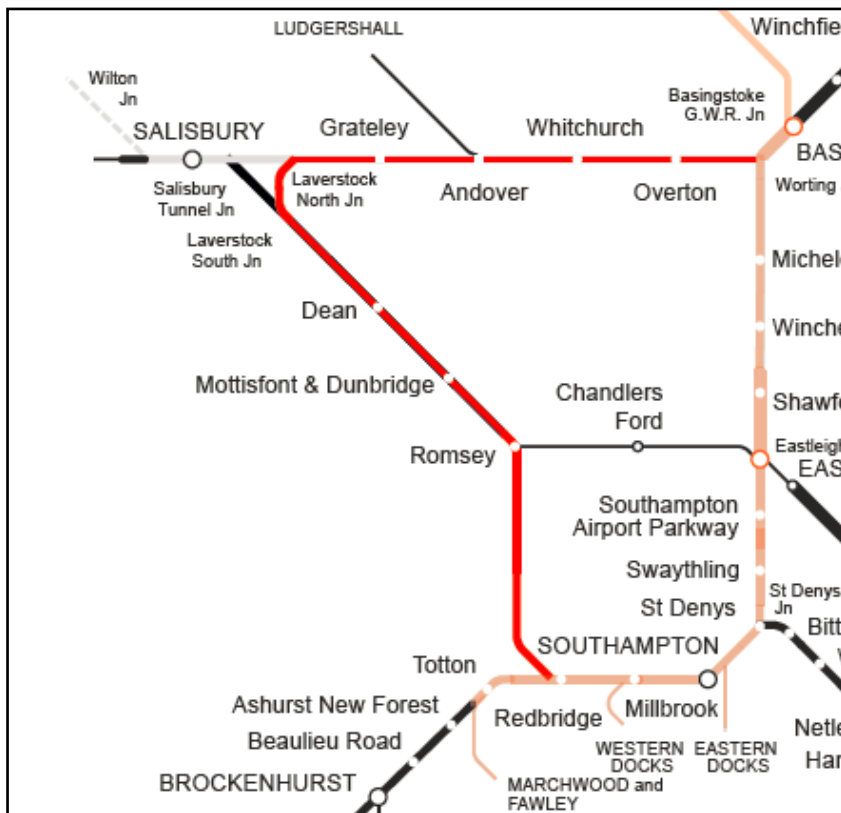 LUDGERSHALL
Winchfie
Wilton
Jn
Basingstoke
G.W.R. Jn
SALISBURY
Grateley
Whitchurch
BAS
Salisbury
Tunnel Jn
Laverstock
North Jn
Andover
Overton
Worting
Laverstock
South Jn
Michel
Dean
Winche
Mottisfont & Dunbridge
Chandlers
Ford
Shawfo
Romsey
Eastleigh
EAS
Southampton
Airport Parkway
Swaythling
St Denys
Jn
St Denys
Bitt
SOUTHAMPTON
Totton
Ashurst New Forest
Redbridge
Millbrook
Netle
Beaulieu Road
WESTERN
DOCKS
EASTERN
DOCKS
Har
BROCKENHURST
MARCHWOOD and
FAWLEY